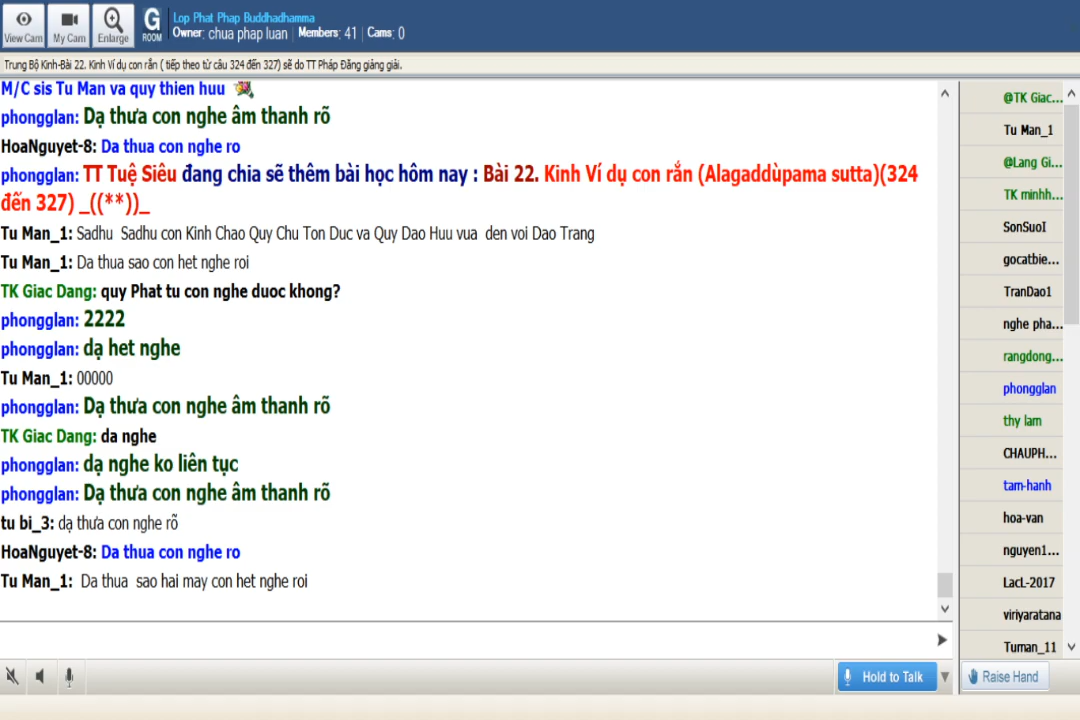 View Cam
My Cam
Enlarge
G
ROOM
Lop Phat Phap Buddhadhamma
Owner: chua phap luan | Members: 41 | Cams: 0
Trung Bộ Kinh-Bài 22. Kinh Ví dụ con rắn ( tiếp theo từ câu 324 đến 327) sẽ do TT Pháp Đăng giảng giải.
M/C sis Tu Man va quy thien huu
phongglan: Dạ thưa con nghe âm thanh rõ
HoaNguyet-8: Da thua con nghe ro
phongglan: TT Tuệ Siêu đang chia sẽ thêm bài học hôm nay : Bài 22. Kinh Ví dụ con rắn (Alagaddùpama sutta)(324
đến 327) _((**))_
Tu Man_1: Sadhu  Sadhu con Kinh Chao Quy Chu Ton Duc va Quy Dao Huu vua  den voi Dao Trang
Tu Man_1: Da thua sao con het nghe roi
TK Giac Dang: quy Phat tu con nghe duoc khong?
phongglan: 2222
phongglan: dạ het nghe
Tu Man_1: 00000
phongglan: Dạ thưa con nghe âm thanh rõ
TK Giac Dang: da nghe
phongglan: dạ nghe ko liên tục
phongglan: Dạ thưa con nghe âm thanh rõ
tu bi_3: dạ thưa con nghe rõ
HoaNguyet-8: Da thua con nghe ro
Tu Man_1:  Da thua  sao hai may con het nghe roi
@TK Giac...
Tu Man_1
@Lang Gi...
TK minhh...
SonSuoI
gocatbie...
TranDao1
nghe pha...
rangdong...
phongglan
thy lam
CHAUPH...
tam-hanh
hoa-van
nguyen1...
LacL-2017
viriyaratana
Tuman_11
Hold to Talk
Raise Hand